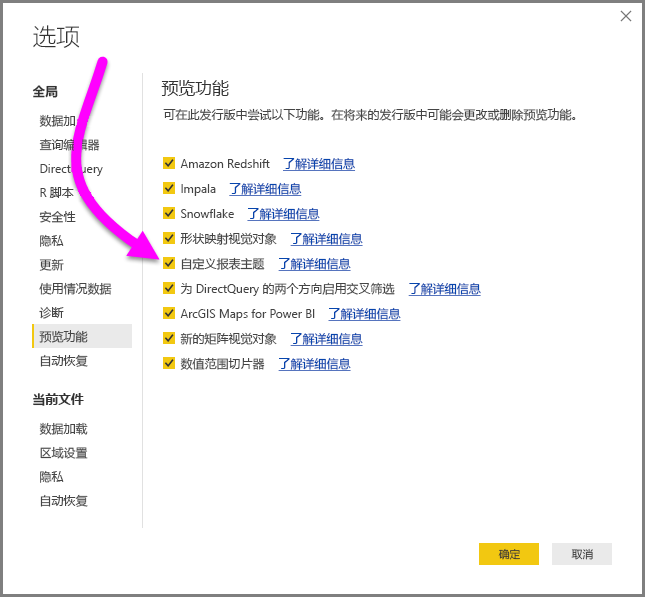 选项
全局
数据加
查询编辑器
DirectQuery
R 脚本
安全性
隐私
更新
使用情况数据
诊断
预览功能
自动恢复
当前文件
数据加载
区域设置
隐私
自动恢复
预览功能
可在此发行版中尝试以下功能。在将来的发行版中可能会更改或删除预览功能。
Amazon Redshift 了解详细信息
Impala 了解详细信息
Snowflake 了解详细信息
形状映射视觉对象 了解详细信息
自定义报表主题 了解详细信息
为 DirectQuery 的两个方向启用交叉筛选 了解详细信息
ArcGIS Maps for Power BI 了解详细信息
新的矩阵视觉对象 了解详细信息
数值范围切片器 了解详细信息
确定 取消